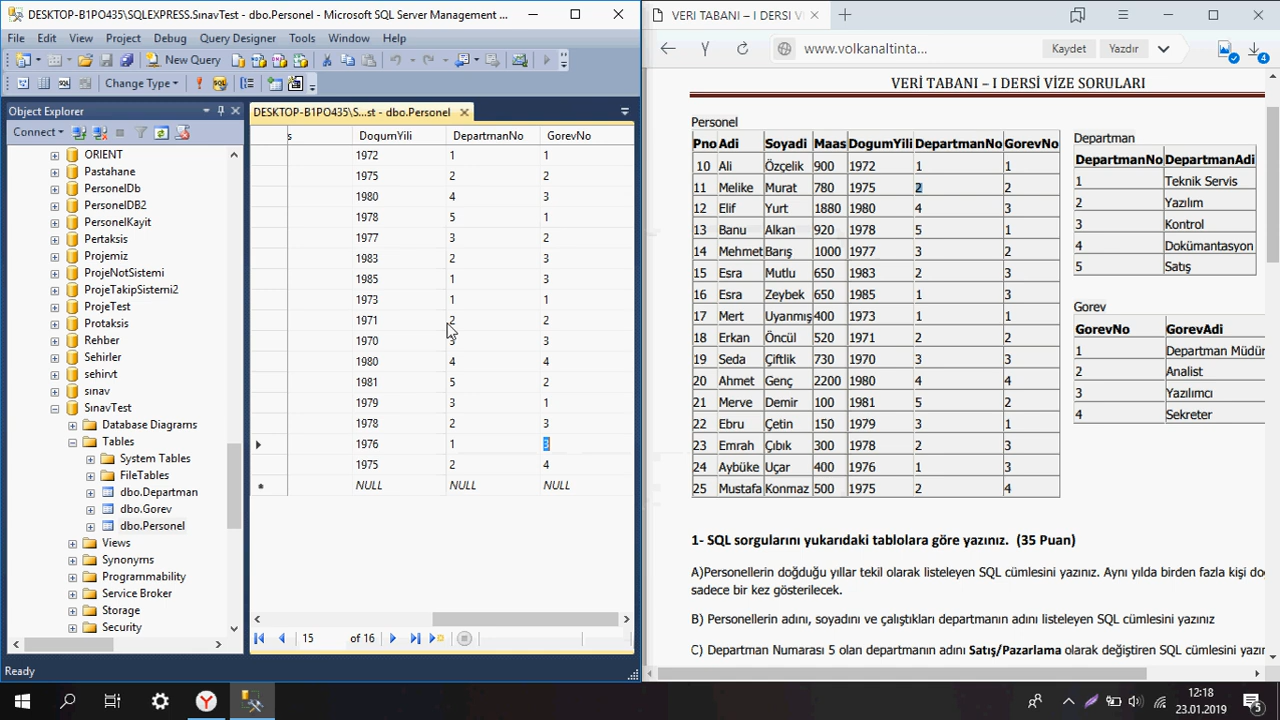 DESKTOP-B1PO435\SQLEXPRESS.SınavTest - dbo.Personel - Microsoft SQL Server Management ...
File Edit View Project Debug Query Designer Tools Window Help
New Query
Change Type
Object Explorer
Connect
ORIENT
Pastahane
PersonelDb
PersonelDB2
PersonelKayit
Pertaksis
Projemiz
ProjeNotSistemi
ProjeTakipSistemi2
ProjeTest
Protaksis
Rehber
Sehirler
sehirvt
sınav
SınavTest
Database Diagrams
Tables
System Tables
FileTables
dbo.Departman
dbo.Gorev
dbo.Personel
Views
Synonyms
Programmability
Service Broker
Storage
Security
DESKTOP-B1PO435\S...st - dbo.Personel
s DogumYili DepartmanNo GorevNo
1972 1 1
1975 2 2
1980 4 3
1978 5 1
1977 3 2
1983 2 3
1985 1 3
1973 1 1
1971 2 2
1970 3 3
1980 4 4
1981 5 2
1979 3 1
1978 2 3
1976 1 3
1975 2 4
NULL NULL NULL
15 of 16
Ready
VERİ TABANI – I DERSİ Vİ
www.volkanaltinta...
Kaydet Yazdır
4
VERİ TABANI – I DERSİ VİZE SORULARI
Personel
Pno Adi Soyadi Maas DogumYili DepartmanNo GorevNo
10 Ali Özçelik 900 1972 1 1
11 Melike Murat 780 1975 2 2
12 Elif Yurt 1880 1980 4 3
13 Banu Alkan 920 1978 5 1
14 Mehmet Barış 1000 1977 3 2
15 Esra Mutlu 650 1983 2 3
16 Esra Zeybek 650 1985 1 3
17 Mert Uyanmış 400 1973 1 1
18 Erkan Öncül 520 1971 2 2
19 Seda Çiftlik 730 1970 3 3
20 Ahmet Genç 2200 1980 4 4
21 Merve Demir 100 1981 5 2
22 Ebru Çetin 150 1979 3 1
23 Emrah Çıbık 300 1978 2 3
24 Aybüke Uçar 400 1976 1 3
25 Mustafa Konmaz 500 1975 2 4
Departman
DepartmanNo DepartmanAdi
1 Teknik Servis
2 Yazılım
3 Kontrol
4 Dokümantasyon
5 Satış
Gorev
GorevNo GorevAdi
1 Departman Müdür
2 Analist
3 Yazılımcı
4 Sekreter
1- SQL sorgularını yukarıdaki tablolara göre yazınız. (35 Puan)
A)Personellerin doğduğu yıllar tekil olarak listeleyen SQL cümlesini yazınız. Aynı yılda birden fazla kişi do
sadece bir kez gösterilecek.
B) Personellerin adını, soyadını ve çalıştıkları departmanın adını listeleyen SQL cümlesini yazınız
C) Departman Numarası 5 olan departmanın adını Satış/Pazarlama olarak değiştiren SQL cümlesini yazır
12:18
23.01.2019
5